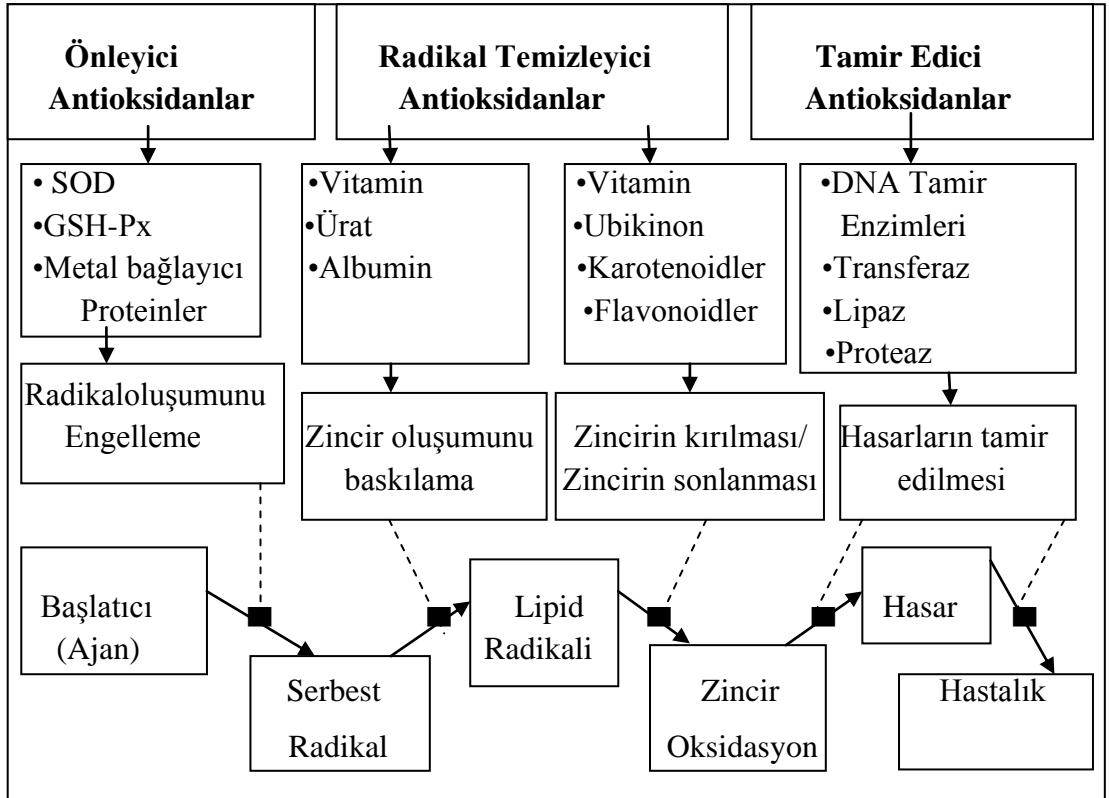 Önleyici
Antioksidanlar
Radikal Temizleyici
Antioksidanlar
Tamir Edici
Antioksidanlar
• SOD
•GSH-Px
•Metal bağlayıcı
Proteinler
•Vitamin
•Ürat
•Albumin
•Vitamin
•Ubikinon
•Karotenoidler
•Flavonoidler
•DNA Tamir
Enzimleri
•Transferaz
•Lipaz
•Proteaz
Radikaloluşumunu
Engelleme
Zincir oluşumunu
baskılama
Zincirin kırılması/
Zincirin sonlanması
Hasarların tamir
edilmesi
Başlatıcı
(Ajan)
Serbest
Radikal
Lipid
Radikali
Zincir
Oksidasyon
Hasar
Hastalık